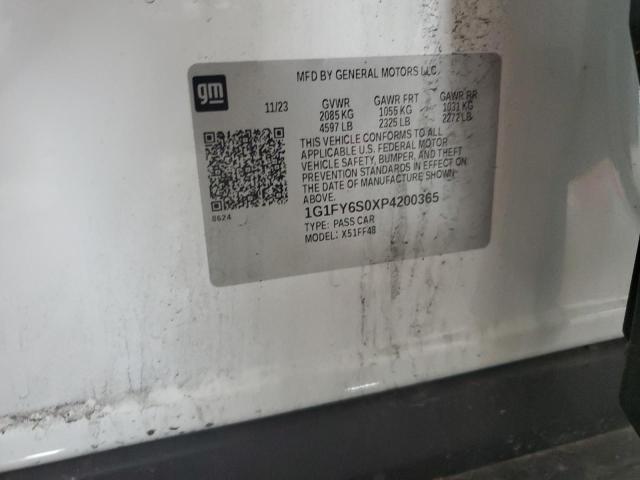 gm
MFD BY GENERAL MOTORS LLC
11/23 GVWR GAWR FRT GAWR RR
2085 KG 1055 KG 1031 KG
4597 LB 2325 LB 2272 LB
THIS VEHICLE CONFORMS TO ALL
APPLICABLE U.S. FEDERAL MOTOR
VEHICLE SAFETY, BUMPER, AND THEFT
PREVENTION STANDARDS IN EFFECT ON
THE DATE OF MANUFACTURE SHOWN
ABOVE.
1G1FY6S0XP4200365
8624
TYPE: PASS CAR
MODEL: X51FF48